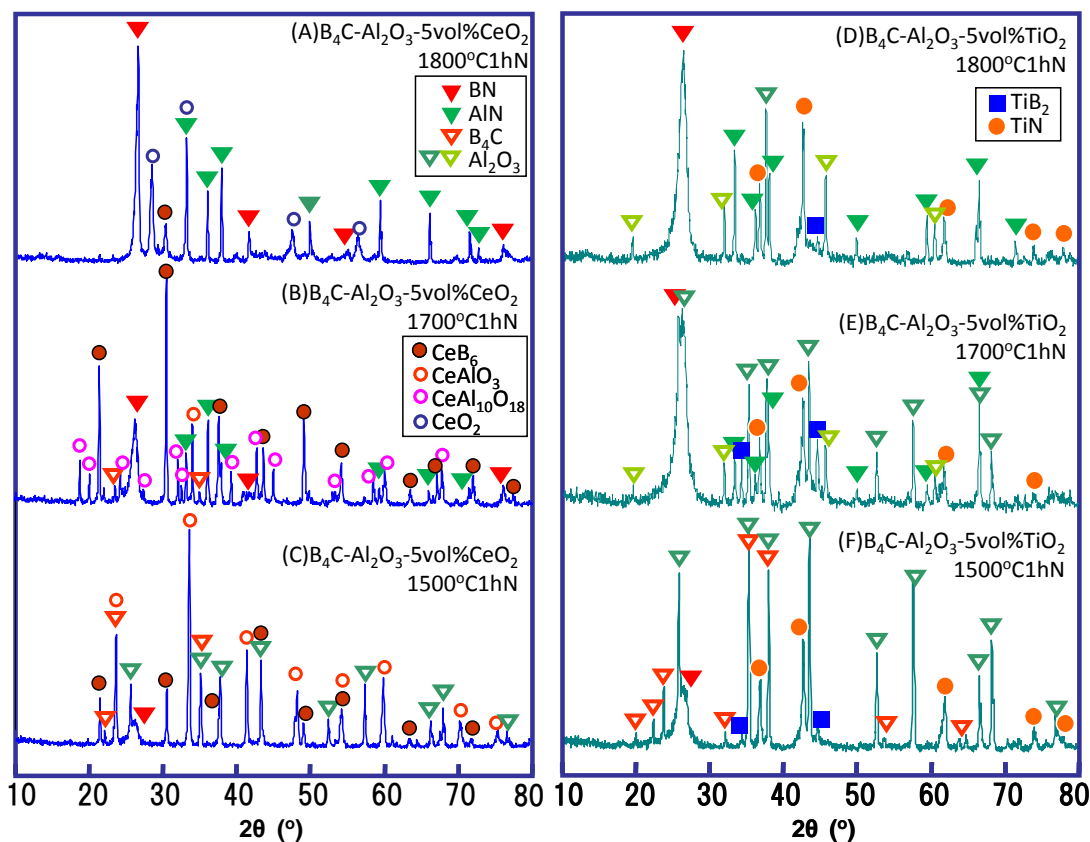 (A)B₄C-Al₂O₃-5vol%CeO₂
1800°C1hN
BN
AlN
B₄C
Al₂O₃
(B)B₄C-Al₂O₃-5vol%CeO₂
1700°C1hN
CeB₆
CeAlO₃
CeAl₁₀O₁₈
CeO₂
(C)B₄C-Al₂O₃-5vol%CeO₂
1500°C1hN
10 20 30 40 50 60 70 80
2θ (°)
(D)B₄C-Al₂O₃-5vol%TiO₂
1800°C1hN
TiB₂
TiN
(E)B₄C-Al₂O₃-5vol%TiO₂
1700°C1hN
(F)B₄C-Al₂O₃-5vol%TiO₂
1500°C1hN
10 20 30 40 50 60 70 80
2θ (°)